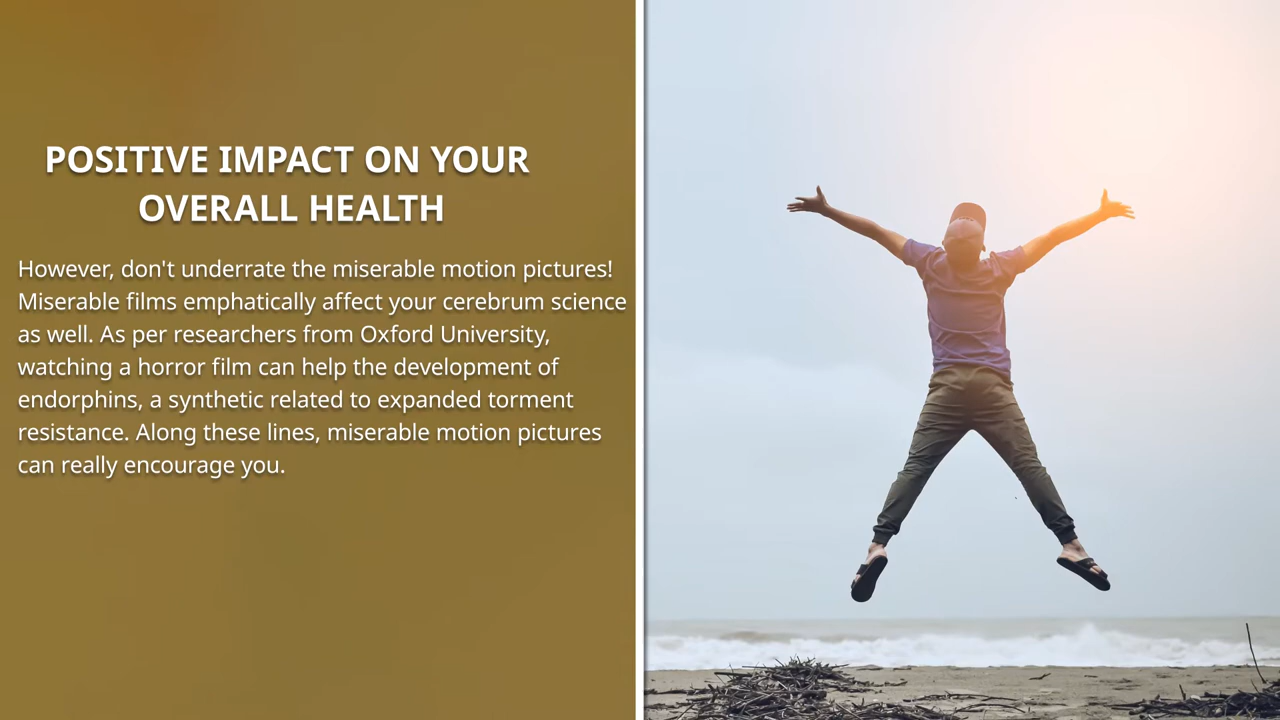 POSITIVE IMPACT ON YOUR
OVERALL HEALTH
However, don't underrate the miserable motion pictures!
Miserable films emphatically affect your cerebrum science
as well. As per researchers from Oxford University,
watching a horror film can help the development of
endorphins, a synthetic related to expanded torment
resistance. Along these lines, miserable motion pictures
can really encourage you.